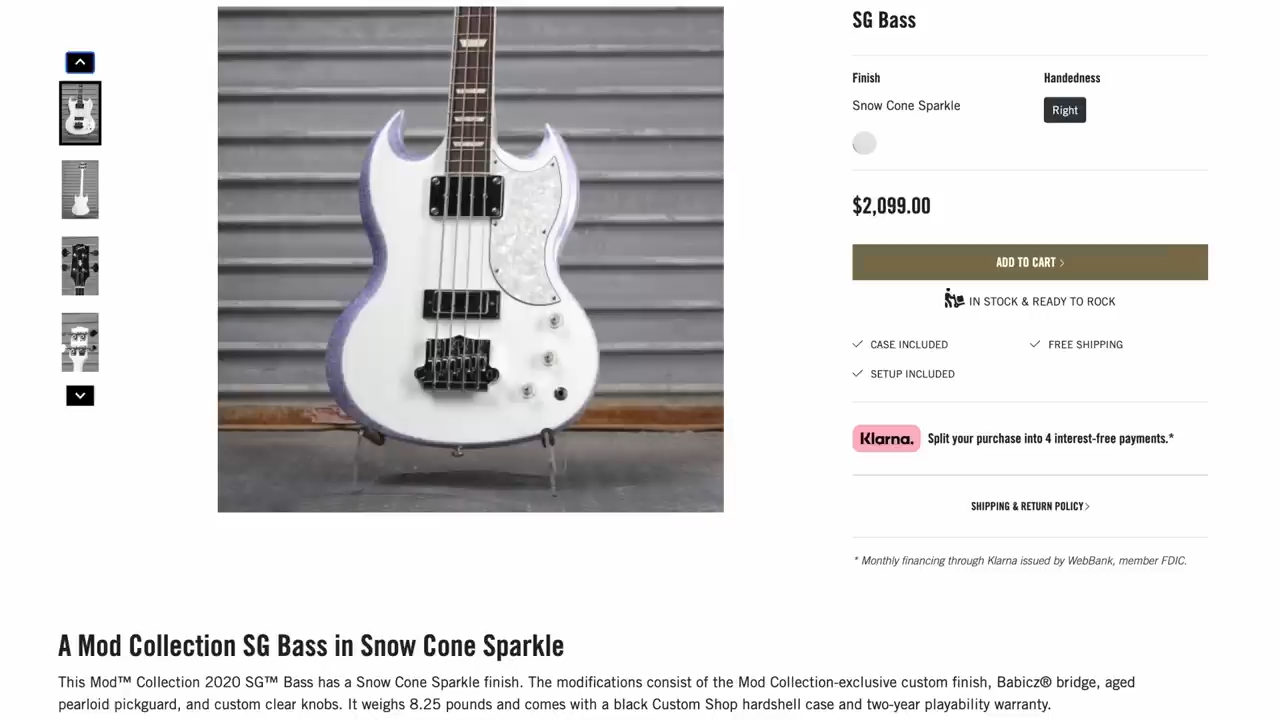 SG Bass
Finish
Handedness
Snow Cone Sparkle
Right
$2,099.00
ADD TO CART >
IN STOCK & READY TO ROCK
CASE INCLUDED
FREE SHIPPING
SETUP INCLUDED
Klarna. Split your purchase into 4 interest-free payments.*
SHIPPING & RETURN POLICY >
* Monthly financing through Klarna issued by WebBank, member FDIC.
A Mod Collection SG Bass in Snow Cone Sparkle
This Mod™ Collection 2020 SG™ Bass has a Snow Cone Sparkle finish. The modifications consist of the Mod Collection-exclusive custom finish, Babicz® bridge, aged
pearloid pickguard, and custom clear knobs. It weighs 8.25 pounds and comes with a black Custom Shop hardshell case and two-year playability warranty.